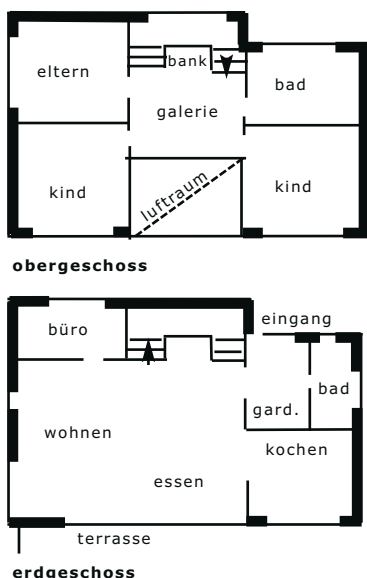 eltern
bank
bad
galerie
kind
luftraum
kind
obergeschoss
büro
eingang
bad
gard.
wohnen
kochen
essen
terrasse
erdgeschoss